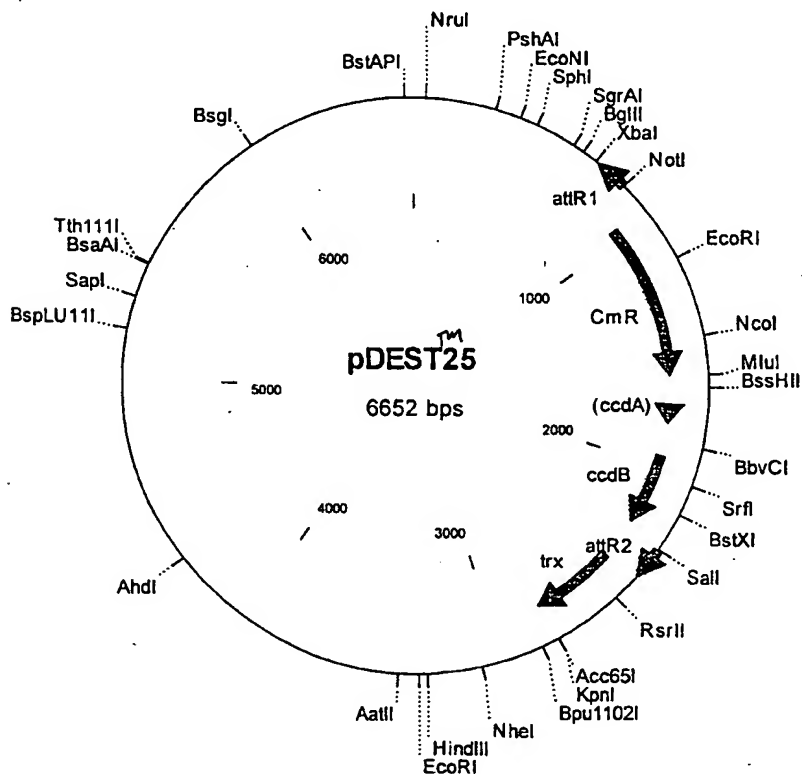 NruI
BstAPI
PshAI
EcoNI
SphI
SgrAI
BglII
XbaI
NotI
BsgI
attR1
Tth111I
BsaAI
SapI
BspLU11I
EcoRI
6000
1000
CmR
NcoI
MluI
BssHII
pDEST™25
6652 bps
5000
(ccdA)
2000
BbvCI
ccdB
SrfI
BstXI
4000
3000
attR2
trx
SalI
AhdI
RsrII
Acc65I
KpnI
Bpu1102I
AatII
NheI
HindIII
EcoRI